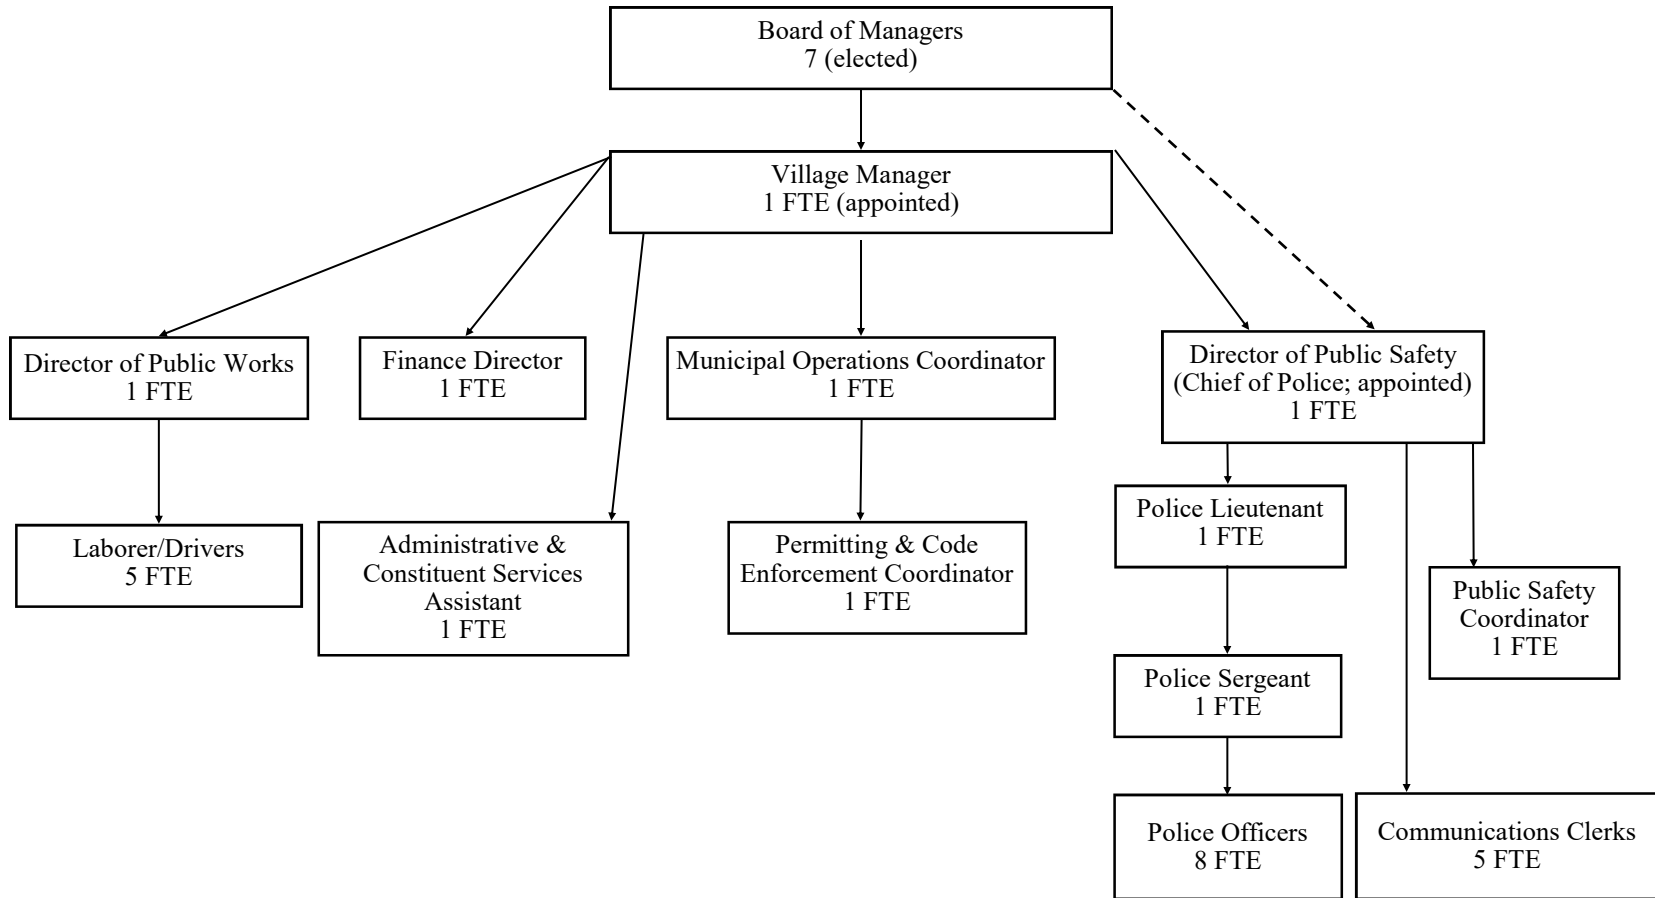 Board of Managers
7 (elected)
Village Manager
1 FTE (appointed)
Director of Public Works
1 FTE
Finance Director
1 FTE
Municipal Operations Coordinator
1 FTE
Director of Public Safety
(Chief of Police; appointed)
1 FTE
Laborer/Drivers
5 FTE
Administrative &
Constituent Services
Assistant
1 FTE
Permitting & Code
Enforcement Coordinator
1 FTE
Police Lieutenant
1 FTE
Public Safety
Coordinator
1 FTE
Police Sergeant
1 FTE
Police Officers
8 FTE
Communications Clerks
5 FTE